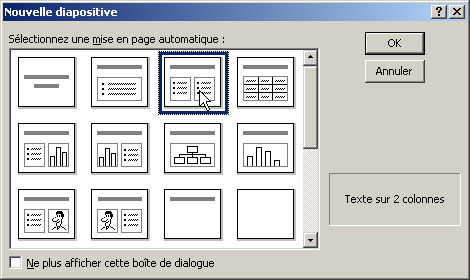 Nouvelle diapositive
Sélectionnez une mise en page automatique :
OK
Annuler
Texte sur 2 colonnes
Ne plus afficher cette boîte de dialogue